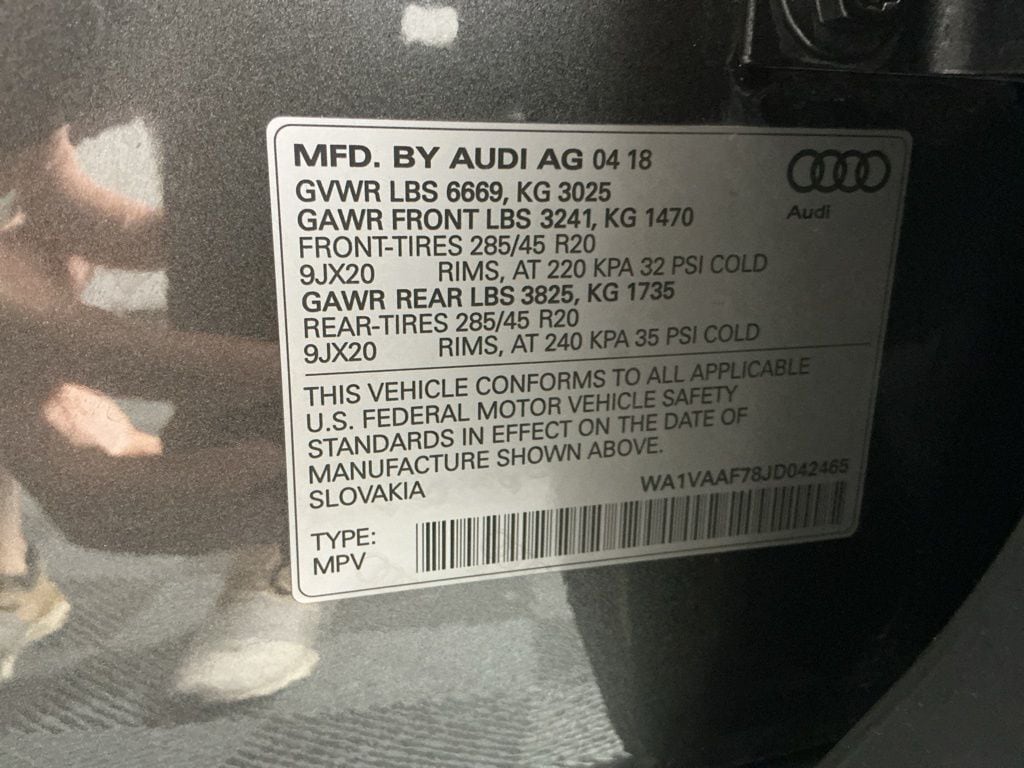 MFD. BY AUDI AG 04 18
Audi
GVWR LBS 6669, KG 3025
GAWR FRONT LBS 3241, KG 1470
FRONT-TIRES 285/45 R20
9JX20 RIMS, AT 220 KPA 32 PSI COLD
GAWR REAR LBS 3825, KG 1735
REAR-TIRES 285/45 R20
9JX20 RIMS, AT 240 KPA 35 PSI COLD
THIS VEHICLE CONFORMS TO ALL APPLICABLE
U.S. FEDERAL MOTOR VEHICLE SAFETY
STANDARDS IN EFFECT ON THE DATE OF
MANUFACTURE SHOWN ABOVE.
SLOVAKIA
WA1VAAF78JD042465
TYPE:
MPV